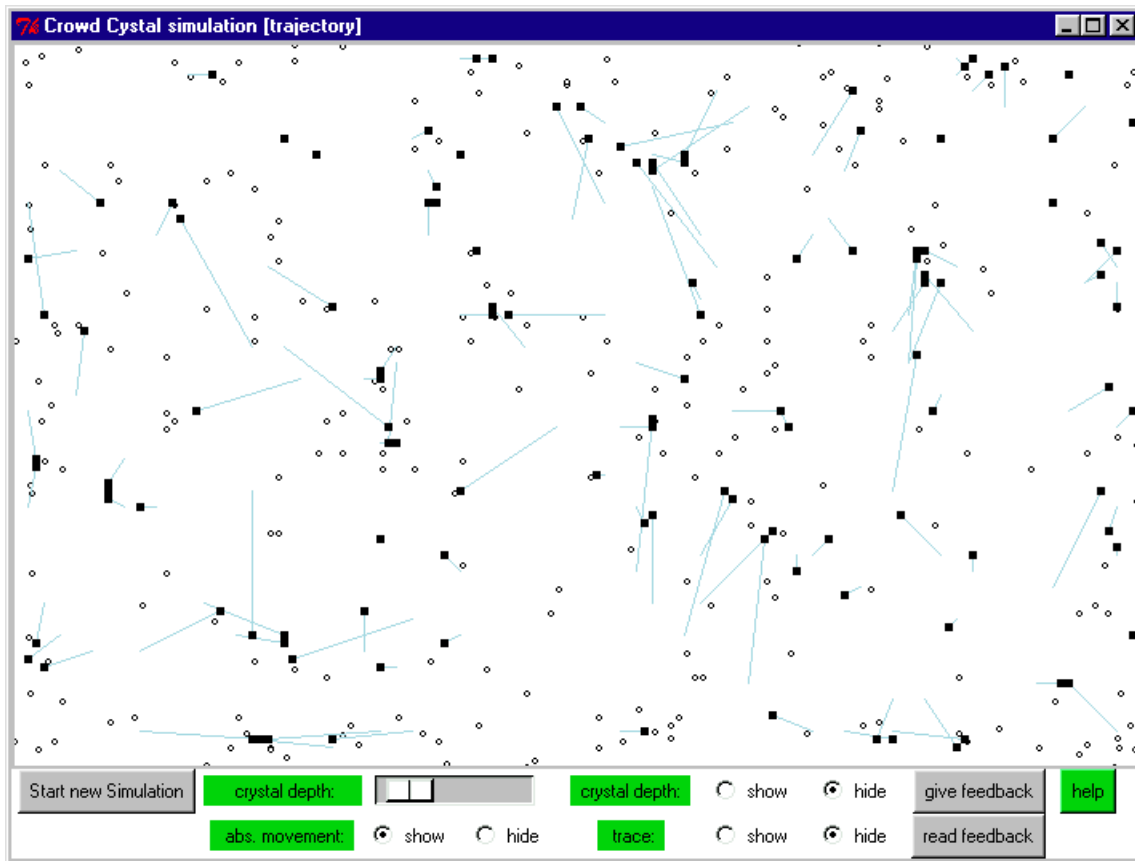 Tk Crowd Cystal simulation [trajectory]
Start new Simulation crystal depth: crystal depth: show hide give feedback help
abs. movement: show hide trace: show hide read feedback